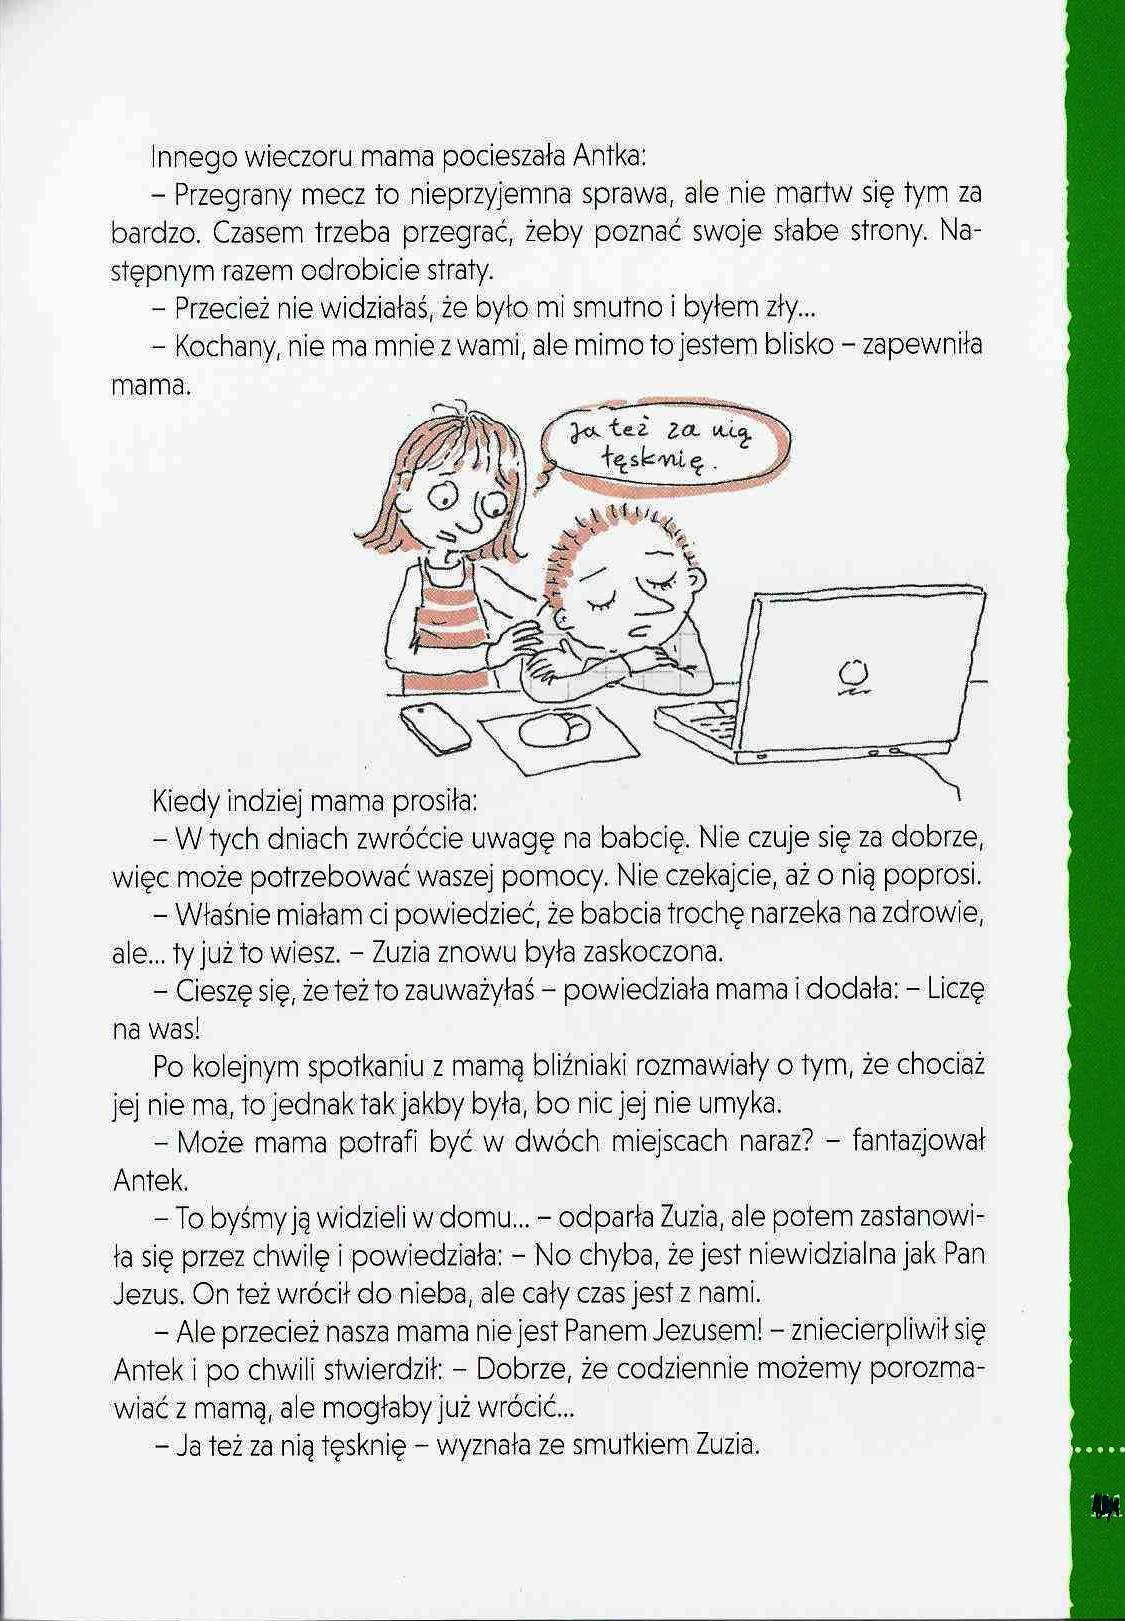 Innego wieczoru mama pocieszała Antka:
– Przegrany mecz to nieprzyjemna sprawa, ale nie martw się tym za
bardzo. Czasem trzeba przegrać, żeby poznać swoje słabe strony. Na-
stępnym razem odrobicie straty.
– Przecież nie widziałaś, że było mi smutno i byłem zły...
– Kochany, nie ma mnie z wami, ale mimo to jestem blisko – zapewniła
mama.
Ja też za nią
tęsknię.
Kiedy indziej mama prosiła:
– W tych dniach zwróćcie uwagę na babcię. Nie czuje się za dobrze,
więc może potrzebować waszej pomocy. Nie czekajcie, aż o nią poprosi.
– Właśnie miałam ci powiedzieć, że babcia trochę narzeka na zdrowie,
ale... ty już to wiesz. – Zuzia znowu była zaskoczona.
– Cieszę się, że też to zauważyłaś – powiedziała mama i dodała: – Liczę
na was!
Po kolejnym spotkaniu z mamą bliźniaki rozmawiały o tym, że chociaż
jej nie ma, to jednak tak jakby była, bo nic jej nie umyka.
– Może mama potrafi być w dwóch miejscach naraz? – fantazjował
Antek.
– To byśmy ją widzieli w domu... – odparła Zuzia, ale potem zastanowi-
ła się przez chwilę i powiedziała: – No chyba, że jest niewidzialna jak Pan
Jezus. On też wrócił do nieba, ale cały czas jest z nami.
– Ale przecież nasza mama nie jest Panem Jezusem! – zniecierpliwił się
Antek i po chwili stwierdził: – Dobrze, że codziennie możemy porozma-
wiać z mamą, ale mogłaby już wrócić...
– Ja też za nią tęsknię – wyznała ze smutkiem Zuzia.